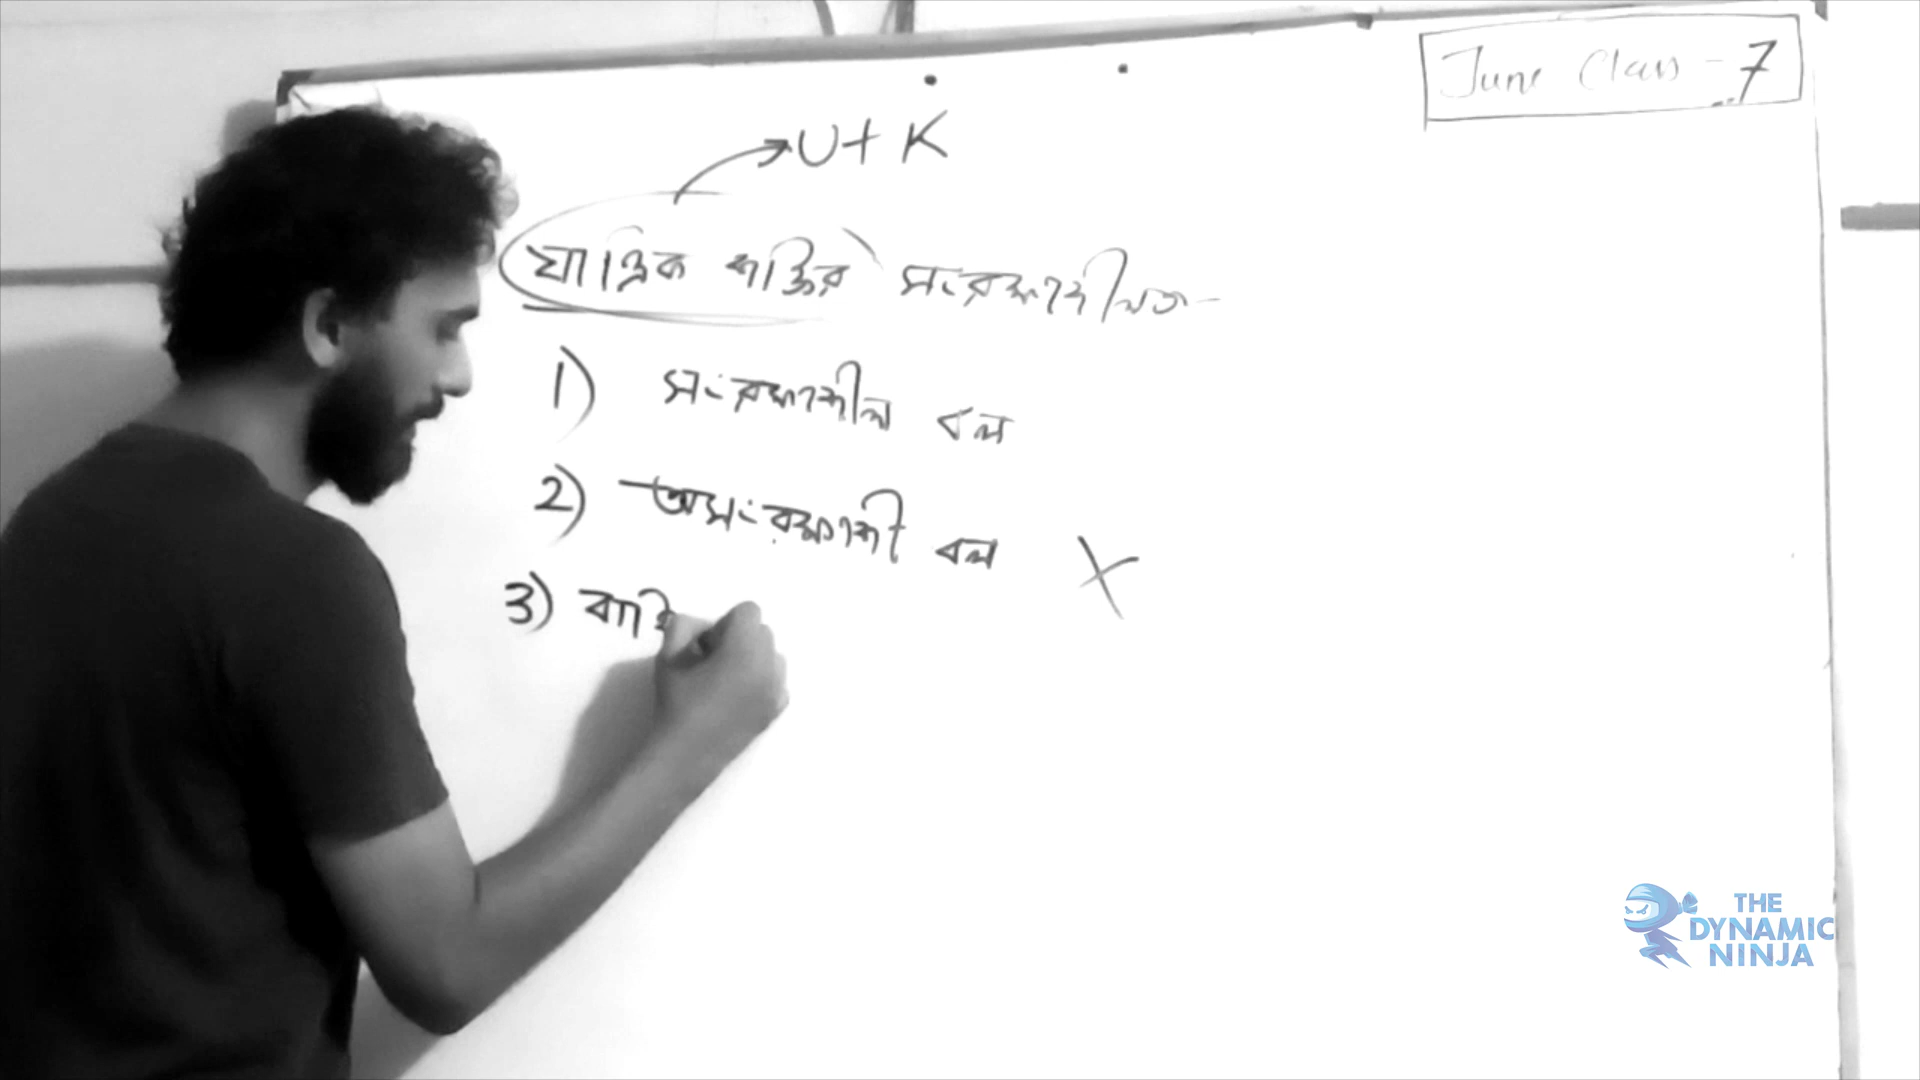 June Class - 7
U + K
যান্ত্রিক শক্তির সংরক্ষণশীলতা-
1) সংরক্ষণশীল বল
2) অসংরক্ষণশী বল X
3) বাহি
THE
DYNAMIC
NINJA